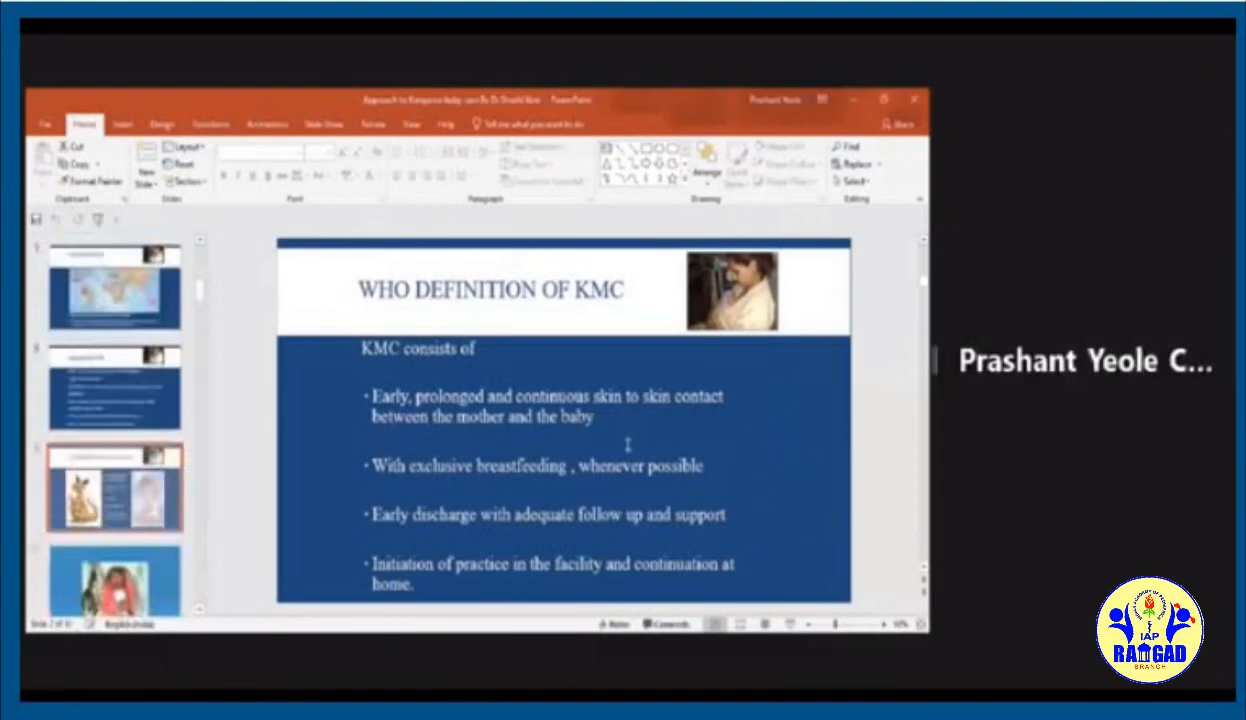 Approach to Kangaroo baby care By Dr Shashi Vani - PowerPoint
Prashant Yeole
File Home Insert Design Transitions Animations Slide Show Review View Help Tell me what you want to do
Share
Cut
Copy
Format Painter
Clipboard
New
Slide
Layout
Reset
Section
Slides
Font
Paragraph
Arrange
Drawing
Find
Replace
Select
Editing
WHO DEFINITION OF KMC
KMC consists of
· Early, prolonged and continuous skin to skin contact
between the mother and the baby
· With exclusive breastfeeding , whenever possible
· Early discharge with adequate follow up and support
· Initiation of practice in the facility and continuation at
home.
Notes Comments
Prashant Yeole C...
IAP
RAIGAD
BRANCH